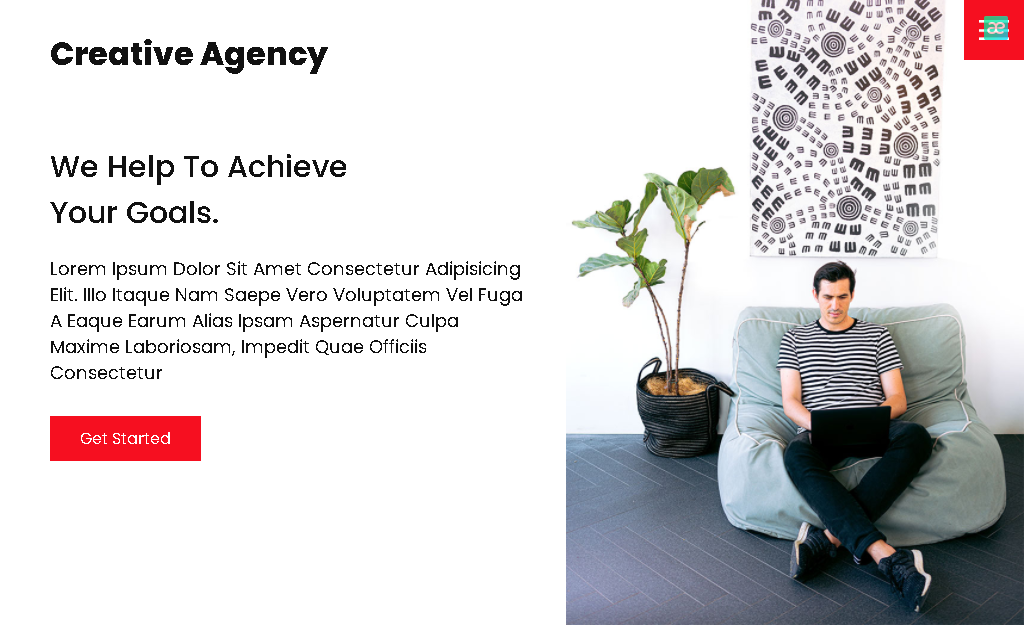 Creative Agency
æ
We Help To Achieve
Your Goals.
Lorem Ipsum Dolor Sit Amet Consectetur Adipisicing
Elit. Illo Itaque Nam Saepe Vero Voluptatem Vel Fuga
A Eaque Earum Alias Ipsam Aspernatur Culpa
Maxime Laboriosam, Impedit Quae Officiis
Consectetur
Get Started